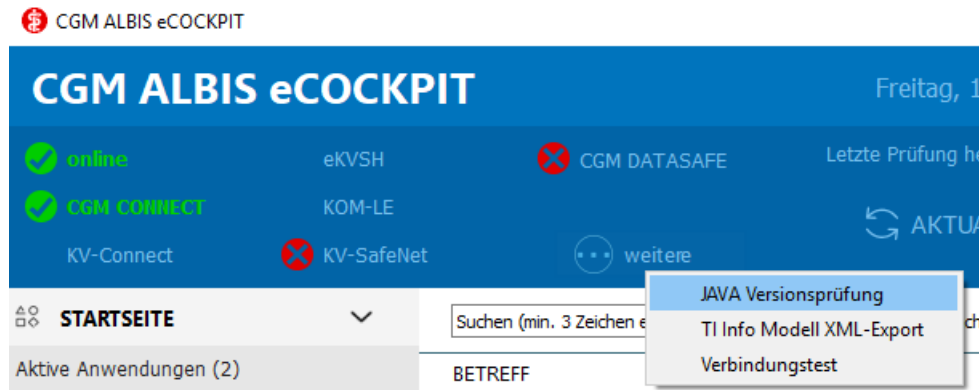 CGM ALBIS eCOCKPIT
CGM ALBIS eCOCKPIT
Freitag, 1
online
eKVSH
CGM DATASAFE
Letzte Prüfung he
CGM CONNECT
KOM-LE
AKTUA
KV-Connect
KV-SafeNet
weitere
JAVA Versionsprüfung
TI Info Modell XML-Export
Verbindungstest
STARTSEITE
Suchen (min. 3 Zeichen e
ch
Aktive Anwendungen (2)
BETREFF